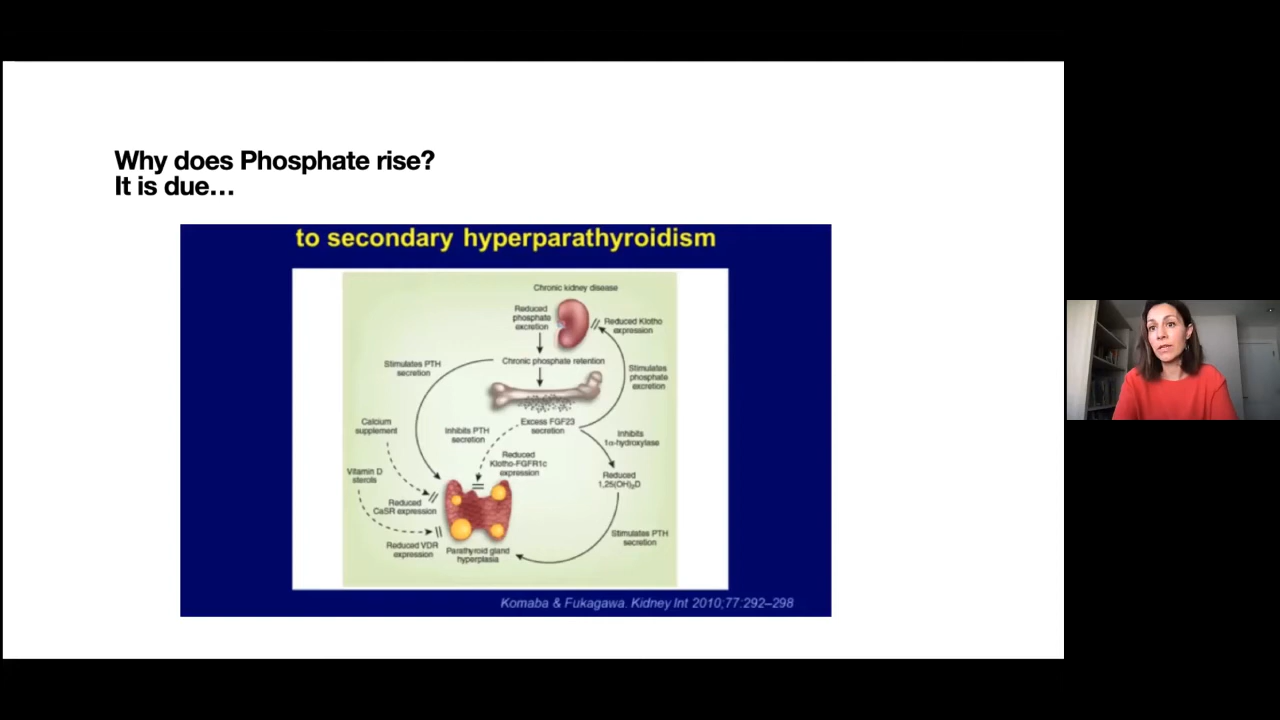 Why does Phosphate rise?
It is due…
to secondary hyperparathyroidism
Chronic kidney disease
Reduced
phosphate
excretion
Reduced Klotho
expression
Chronic phosphate retention
Stimulates PTH
secretion
Stimulates
phosphate
excretion
Calcium
supplement
Inhibits PTH
secretion
Excess FGF23
secretion
Inhibits
1α-hydroxylase
Reduced
Klotho-FGFR1c
expression
Vitamin D
sterols
Reduced
1,25(OH)₂D
Reduced
CaSR expression
Stimulates PTH
secretion
Reduced VDR
expression
Parathyroid gland
hyperplasia
Komaba & Fukagawa. Kidney Int 2010;77:292–298